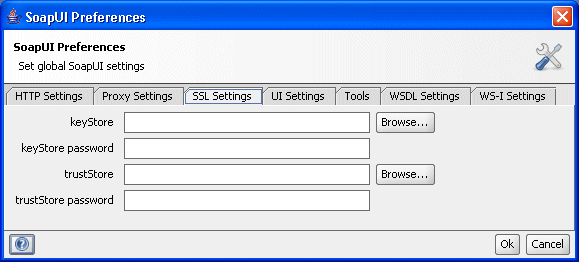 SoapUI Preferences
SoapUI Preferences
Set global SoapUI settings
HTTP Settings Proxy Settings SSL Settings UI Settings Tools WSDL Settings WS-I Settings
keyStore Browse...
keyStore password
trustStore Browse...
trustStore password
? Ok Cancel